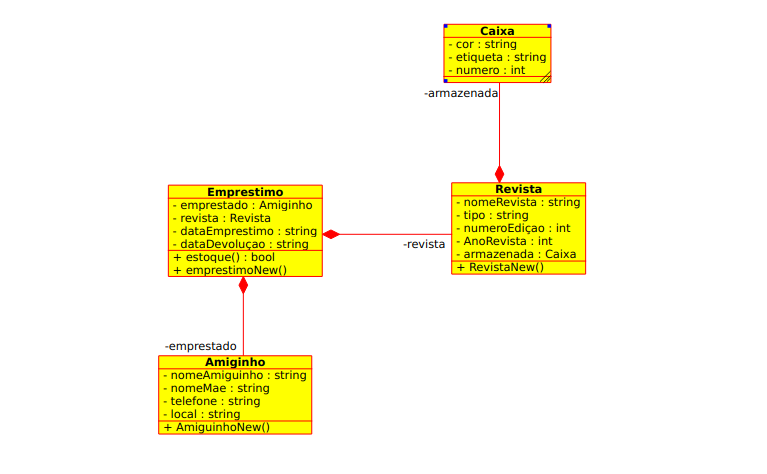 Caixa
- cor : string
- etiqueta : string
- numero : int
-armazenada
Revista
- nomeRevista : string
- tipo : string
- numeroEdiçao : int
- AnoRevista : int
- armazenada : Caixa
+ RevistaNew()
Emprestimo
- emprestado : Amiginho
- revista : Revista
- dataEmprestimo : string
- dataDevoluçao : string
+ estoque() : bool
+ emprestimoNew()
-revista
-emprestado
Amiginho
- nomeAmiguinho : string
- nomeMae : string
- telefone : string
- local : string
+ AmiguinhoNew()